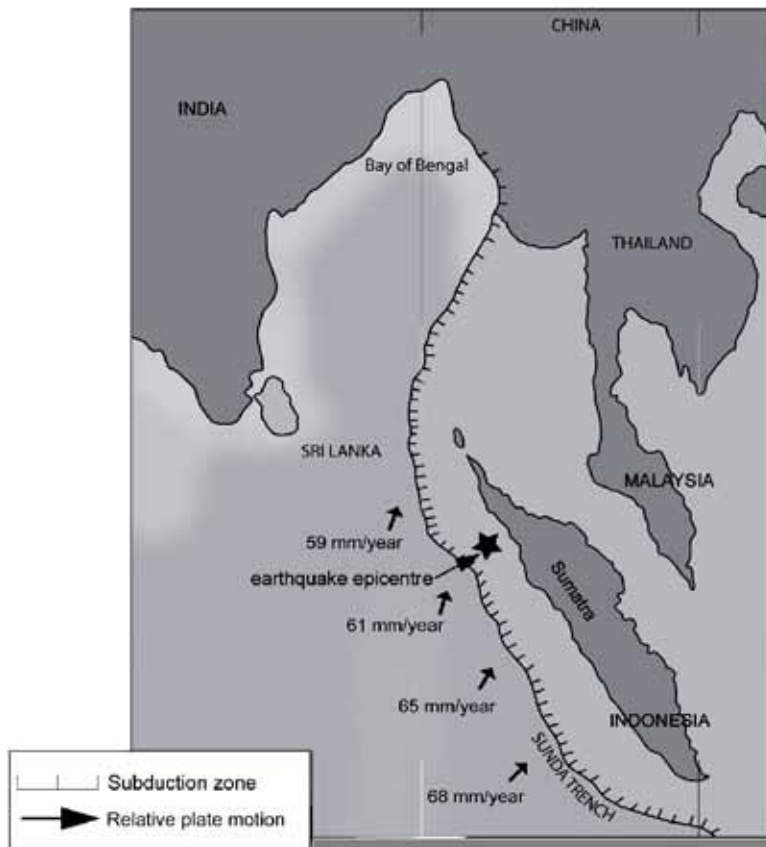 CHINA
INDIA
Bay of Bengal
THAILAND
SRI LANKA
MALAYSIA
59 mm/year
earthquake epicentre
Sumatra
61 mm/year
65 mm/year
INDONESIA
SUNDA TRENCH
68 mm/year
Subduction zone
Relative plate motion